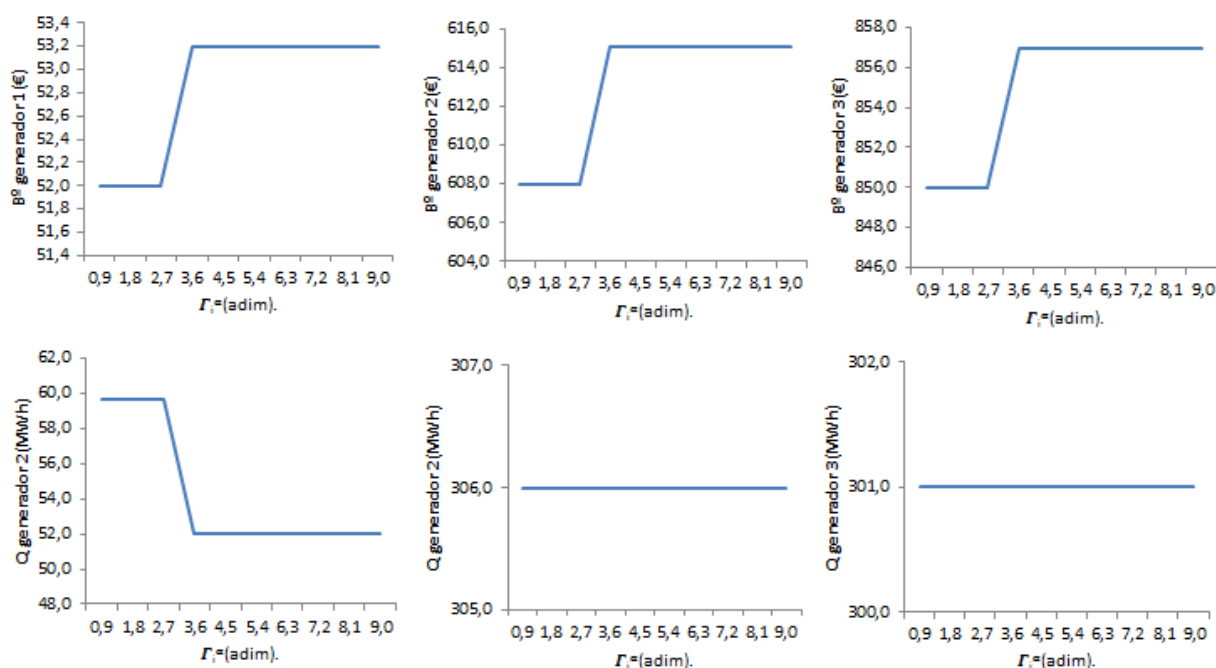 Bº generador 1 (€)
53,4
53,2
53,0
52,8
52,6
52,4
52,2
52,0
51,8
51,6
51,4
0,9 1,8 2,7 3,6 4,5 5,4 6,3 7,2 8,1 9,0
Γᵢᵅ(adim).
Bº generador 2 (€)
616,0
614,0
612,0
610,0
608,0
606,0
604,0
0,9 1,8 2,7 3,6 4,5 5,4 6,3 7,2 8,1 9,0
Γᵢᵅ(adim).
Bº generador 3 (€)
858,0
856,0
854,0
852,0
850,0
848,0
846,0
0,9 1,8 2,7 3,6 4,5 5,4 6,3 7,2 8,1 9,0
Γᵢᵅ(adim).
Q generador 2 (MWh)
62,0
60,0
58,0
56,0
54,0
52,0
50,0
48,0
0,9 1,8 2,7 3,6 4,5 5,4 6,3 7,2 8,1 9,0
Γᵢᵅ(adim).
Q generador 2 (MWh)
307,0
306,0
305,0
0,9 1,8 2,7 3,6 4,5 5,4 6,3 7,2 8,1 9,0
Γᵢᵅ(adim).
Q generador 3 (MWh)
302,0
301,0
300,0
0,9 1,8 2,7 3,6 4,5 5,4 6,3 7,2 8,1 9,0
Γᵢᵅ(adim).